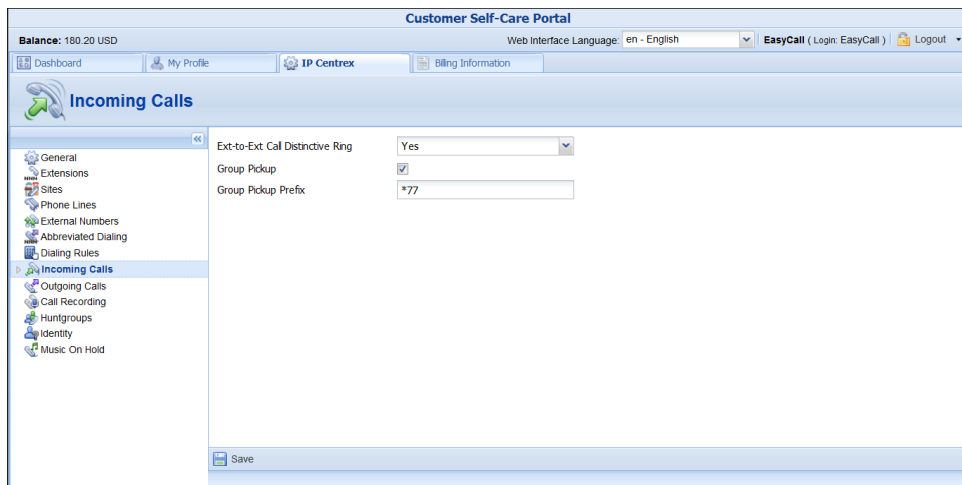 Customer Self-Care Portal
Balance: 180.20 USD Web Interface Language: en - English EasyCall ( Login: EasyCall ) Logout
Dashboard My Profile IP Centrex Billing Information
Incoming Calls
General
Extensions
Sites
Phone Lines
External Numbers
Abbreviated Dialing
Dialing Rules
Incoming Calls
Outgoing Calls
Call Recording
Huntgroups
Identity
Music On Hold
Ext-to-Ext Call Distinctive Ring Yes
Group Pickup
Group Pickup Prefix *77
Save